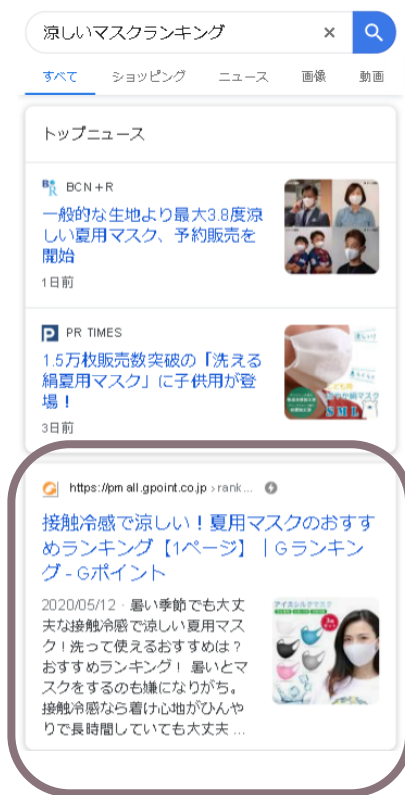 涼しいマスクランキング ×
すべて ショッピング ニュース 画像 動画
トップニュース
BCN+R
一般的な生地より最大3.8度涼
しい夏用マスク、予約販売を
開始
1日前
PR TIMES
1.5万枚販売数突破の「洗える
絹夏用マスク」に子供用が登
場！
3日前
https://pmall.gpoint.co.jp › rank...
接触冷感で涼しい！夏用マスクのおすす
めランキング【1ページ】｜Gランキン
グ - Gポイント
2020/05/12 · 暑い季節でも大丈
夫な接触冷感で涼しい夏用マス
ク！洗って使えるおすすめは？
おすすめランキング！ 暑いとマ
スクをするのも嫌になりがち。
接触冷感なら着け心地がひんや
りで長時間していても大丈夫 ...
アイスシルクマスク
S M L